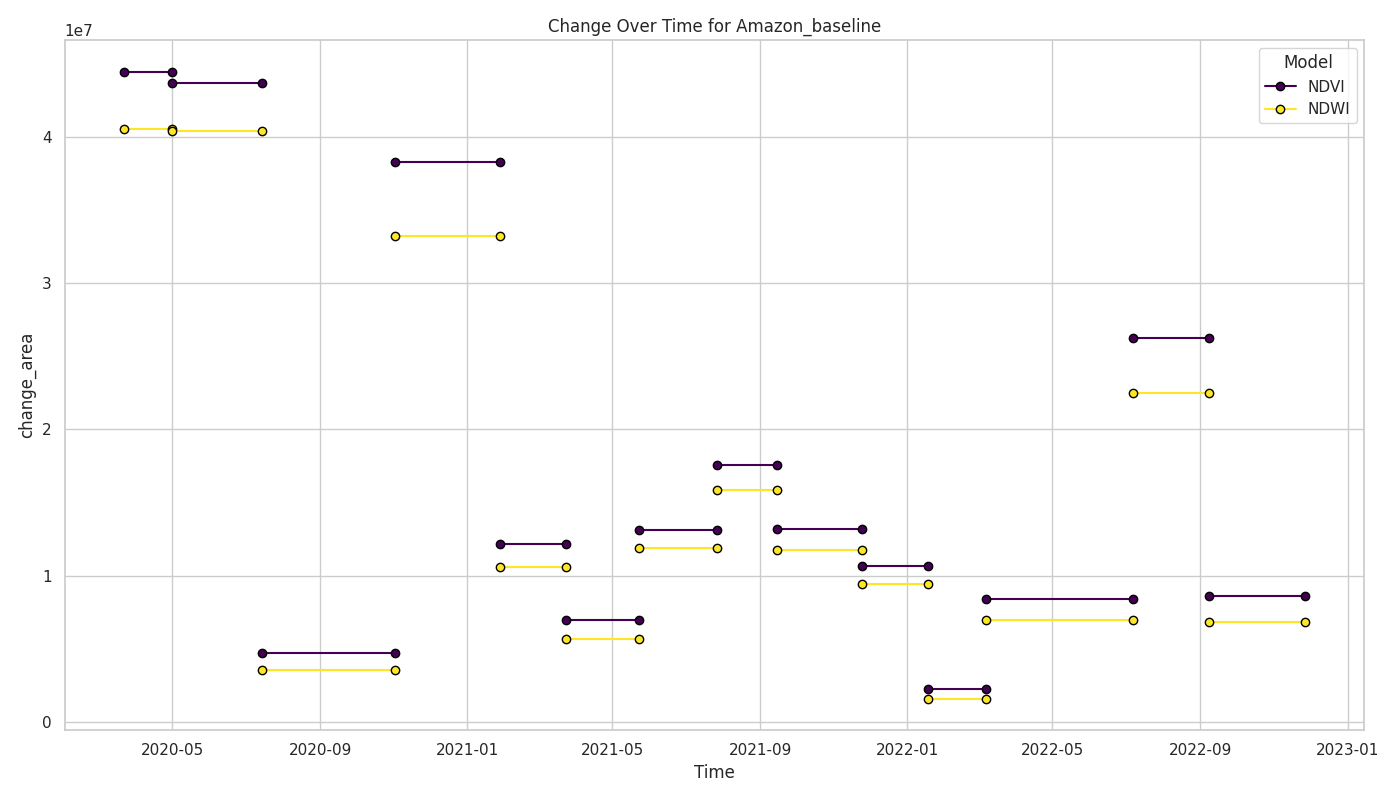 Change Over Time for Amazon_baseline
1e7
Model
NDVI
NDWI
4
3
2
1
0
change_area
2020-05 2020-09 2021-01 2021-05 2021-09 2022-01 2022-05 2022-09 2023-01
Time